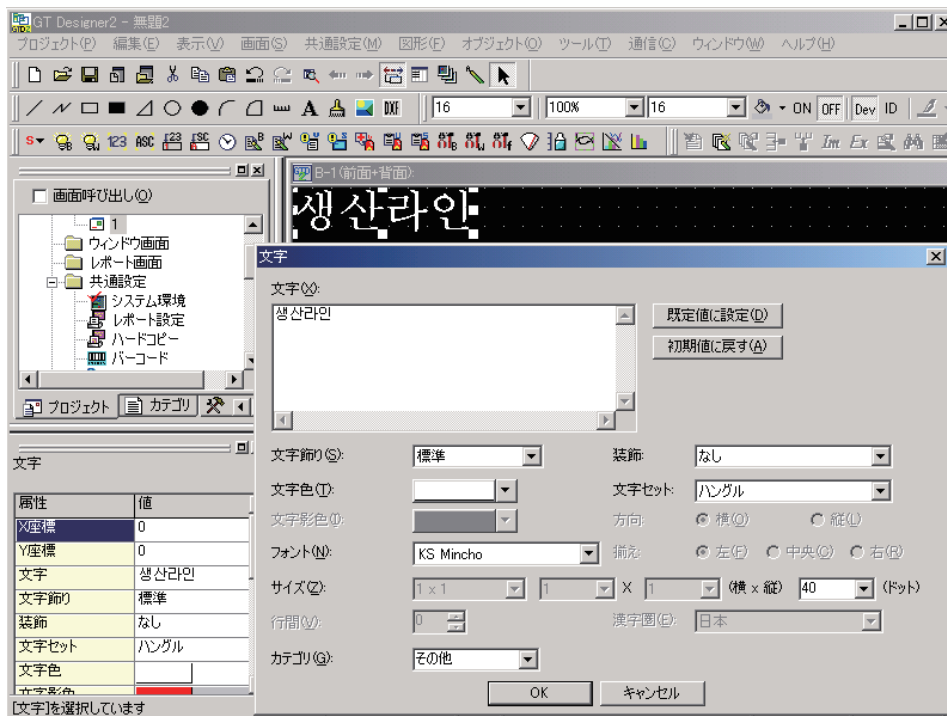 GT Designer2 - 無題2
プロジェクト(P) 編集(E) 表示(V) 画面(S) 共通設定(M) 図形(F) オブジェクト(O) ツール(T) 通信(C) ウィンドウ(W) ヘルプ(H)
A DXF 16 100% 16 ON OFF Dev ID
S 123 ASC
画面呼び出し(O)
1
ウィンドウ画面
レポート画面
共通設定
システム環境
レポート設定
ハードコピー
バーコード
プロジェクト カテゴリ
B-1(前面+背面):
생산라인
文字
文字(X):
생산라인
既定値に設定(D)
初期値に戻す(A)
文字飾り(S): 標準 装飾: なし
文字色(T): 文字セット: ハングル
文字影色(I): 方向: 横(O) 縦(L)
フォント(N): KS Mincho 揃え: 左(F) 中央(C) 右(R)
サイズ(Z): 1 x 1 1 X 1 (横 x 縦) 40 (ドット)
行間(V): 0 漢字圏(E): 日本
カテゴリ(G): その他
OK キャンセル
文字
属性 値
X座標 0
Y座標 0
文字 생산라인
文字飾り 標準
装飾 なし
文字セット ハングル
文字色
文字影色
[文字]を選択しています